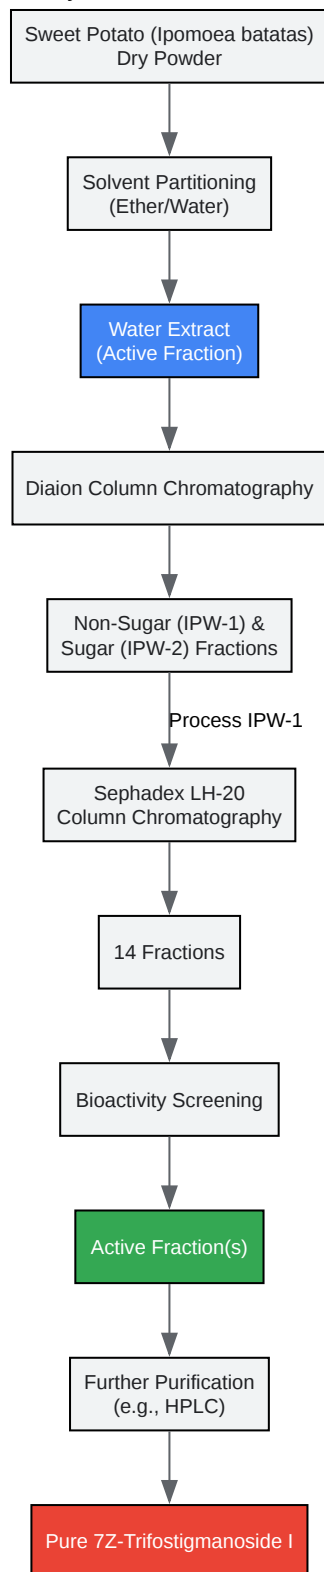 Sweet Potato (Ipomoea batatas)
Dry Powder
Solvent Partitioning
(Ether/Water)
Water Extract
(Active Fraction)
Diaion Column Chromatography
Non-Sugar (IPW-1) &
Sugar (IPW-2) Fractions
Process IPW-1
Sephadex LH-20
Column Chromatography
14 Fractions
Bioactivity Screening
Active Fraction(s)
Further Purification
(e.g., HPLC)
Pure 7Z-Trifostigmanoside I